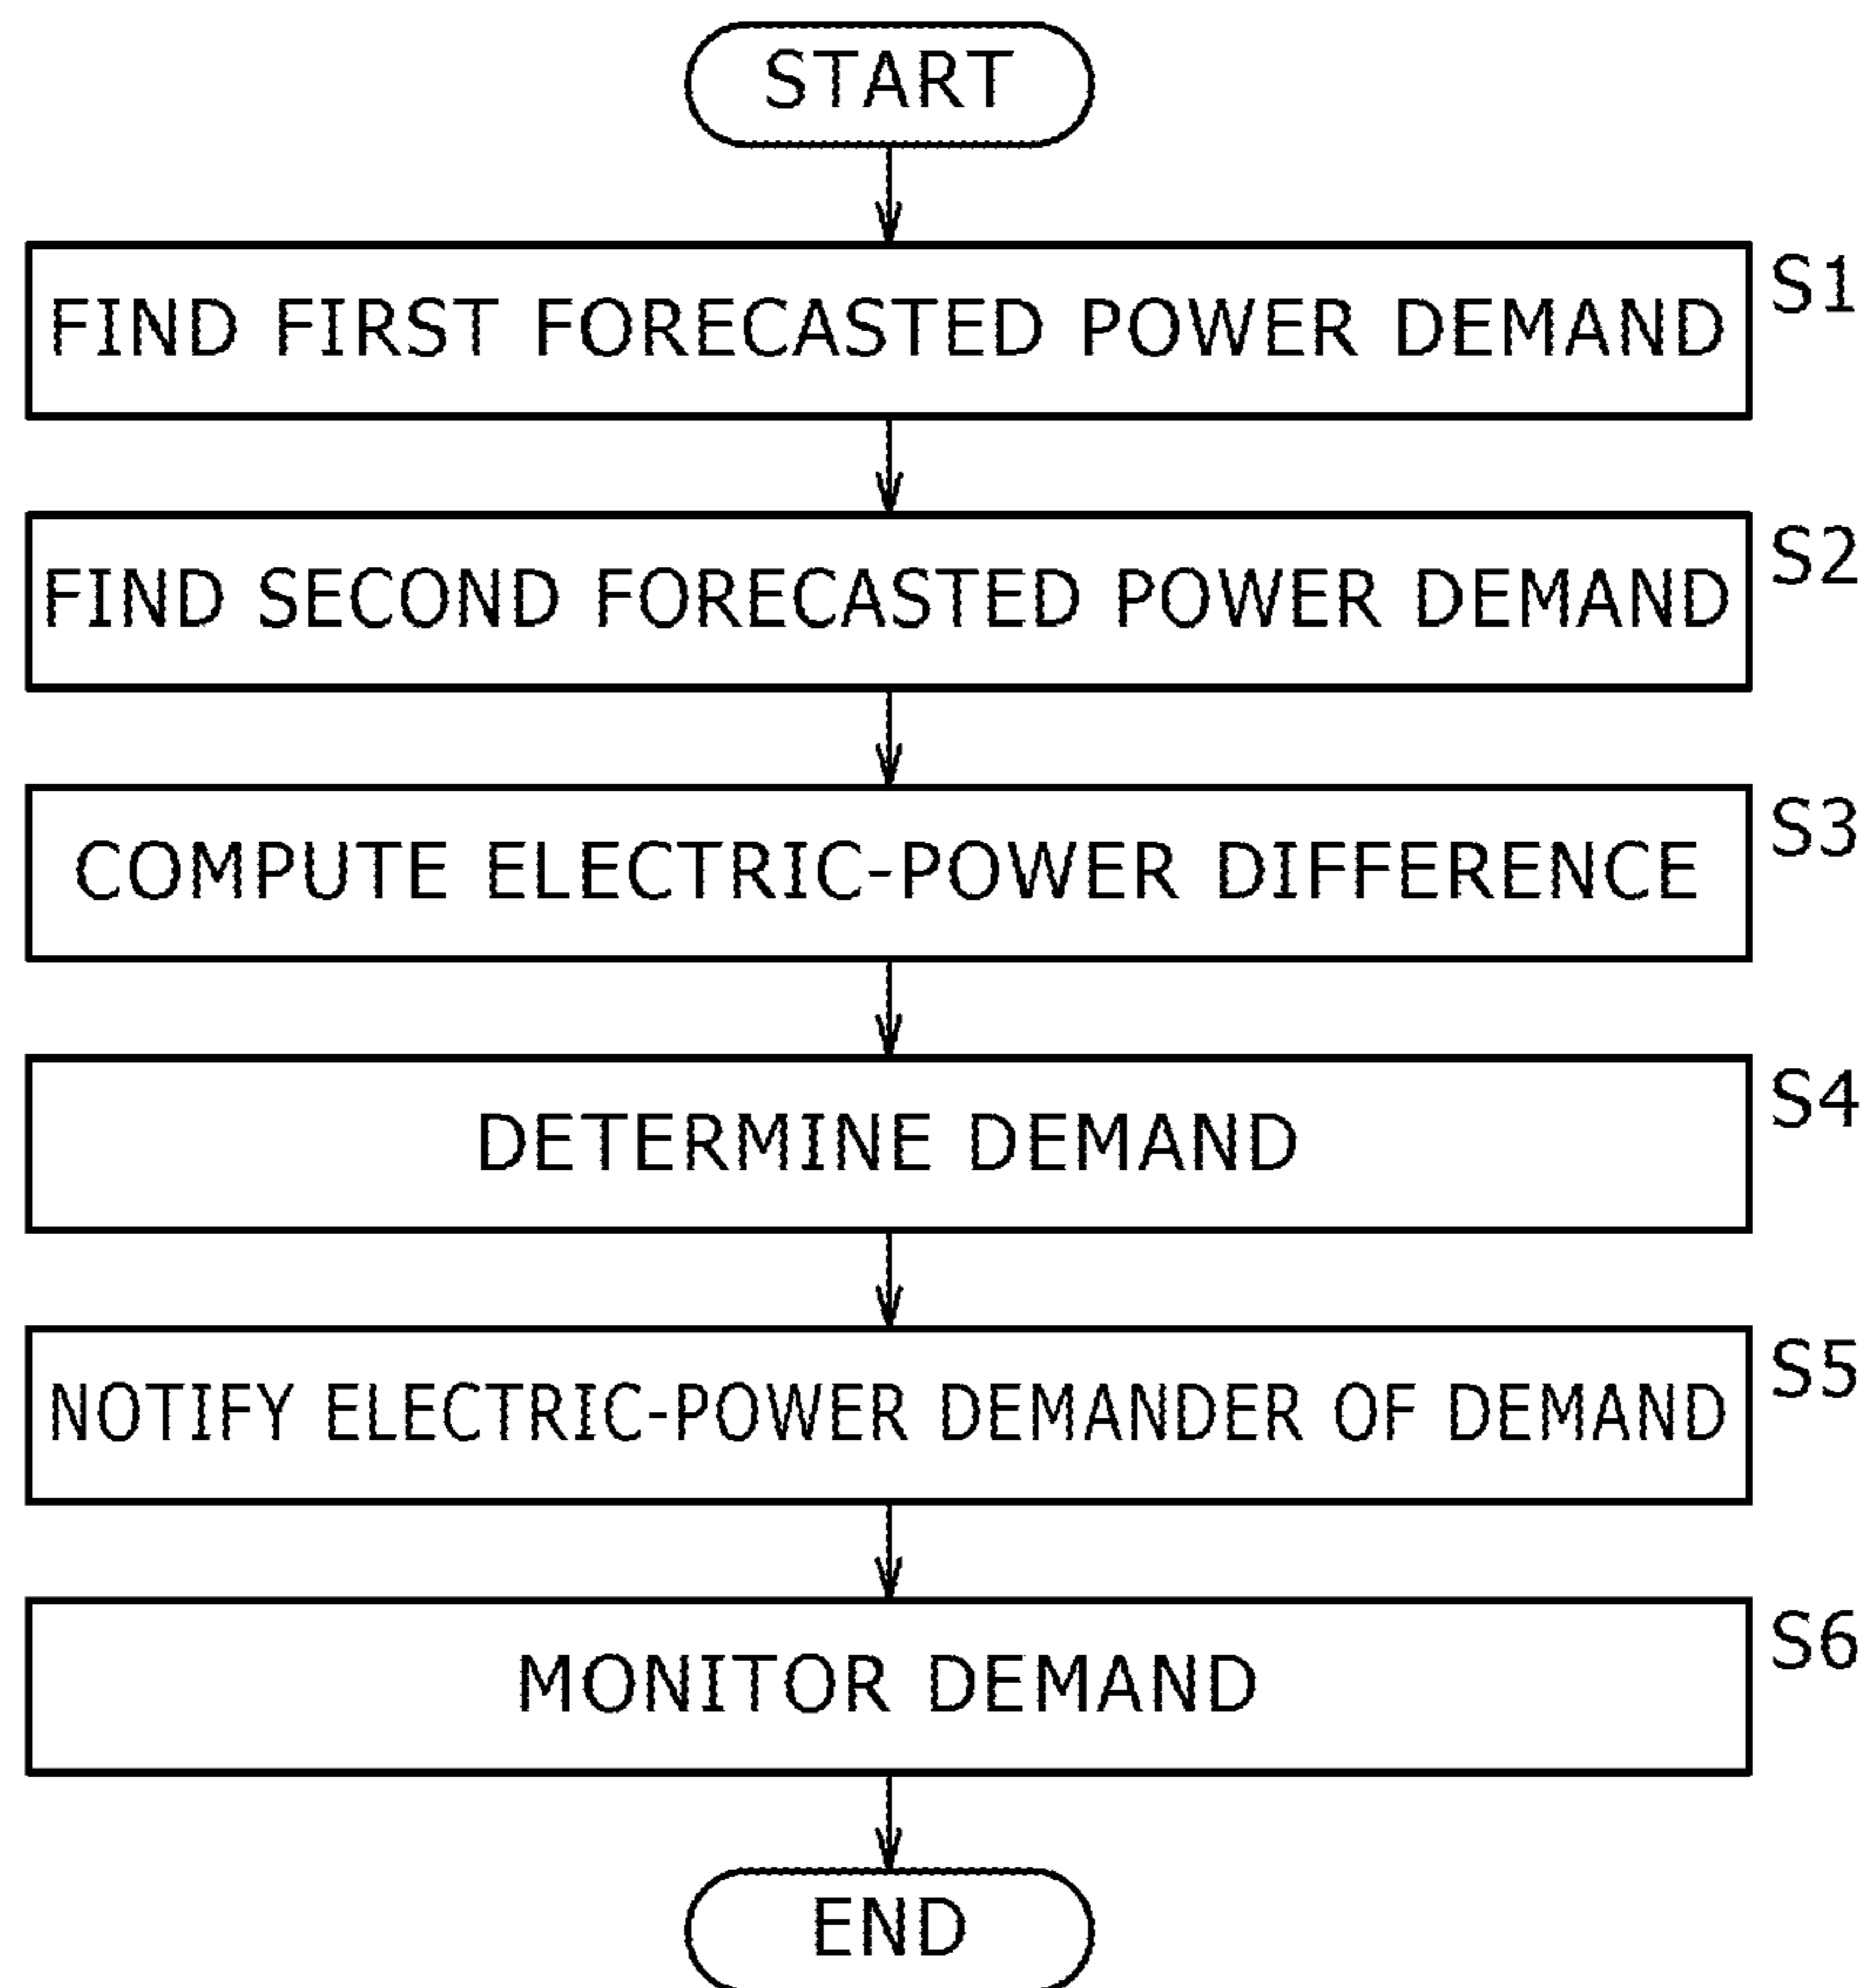 START
FIND FIRST FORECASTED POWER DEMAND
S1
FIND SECOND FORECASTED POWER DEMAND
S2
COMPUTE ELECTRIC-POWER DIFFERENCE
S3
DETERMINE DEMAND
S4
NOTIFY ELECTRIC-POWER DEMANDER OF DEMAND
S5
MONITOR DEMAND
S6
END